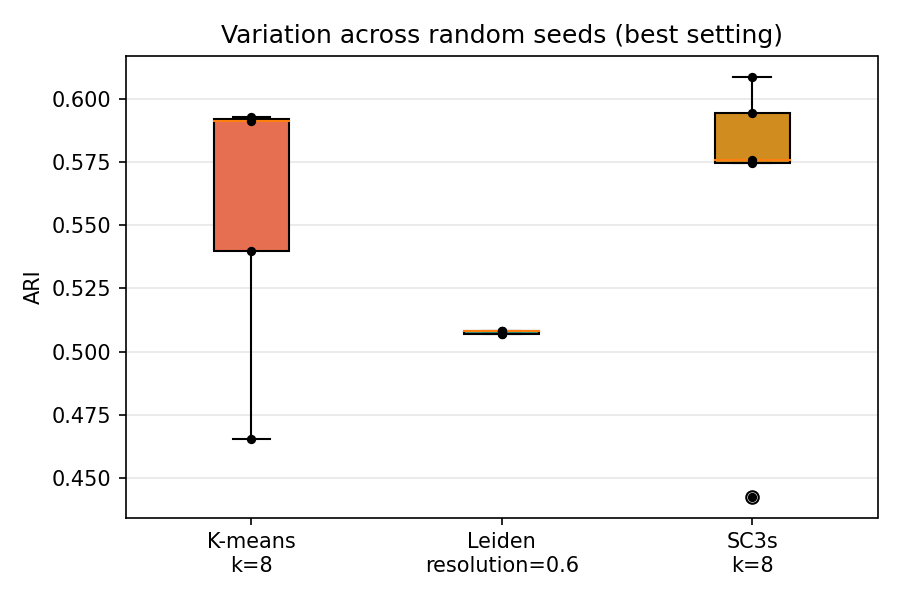 Variation across random seeds (best setting)
ARI
0.600
0.575
0.550
0.525
0.500
0.475
0.450
K-means
k=8
Leiden
resolution=0.6
SC3s
k=8